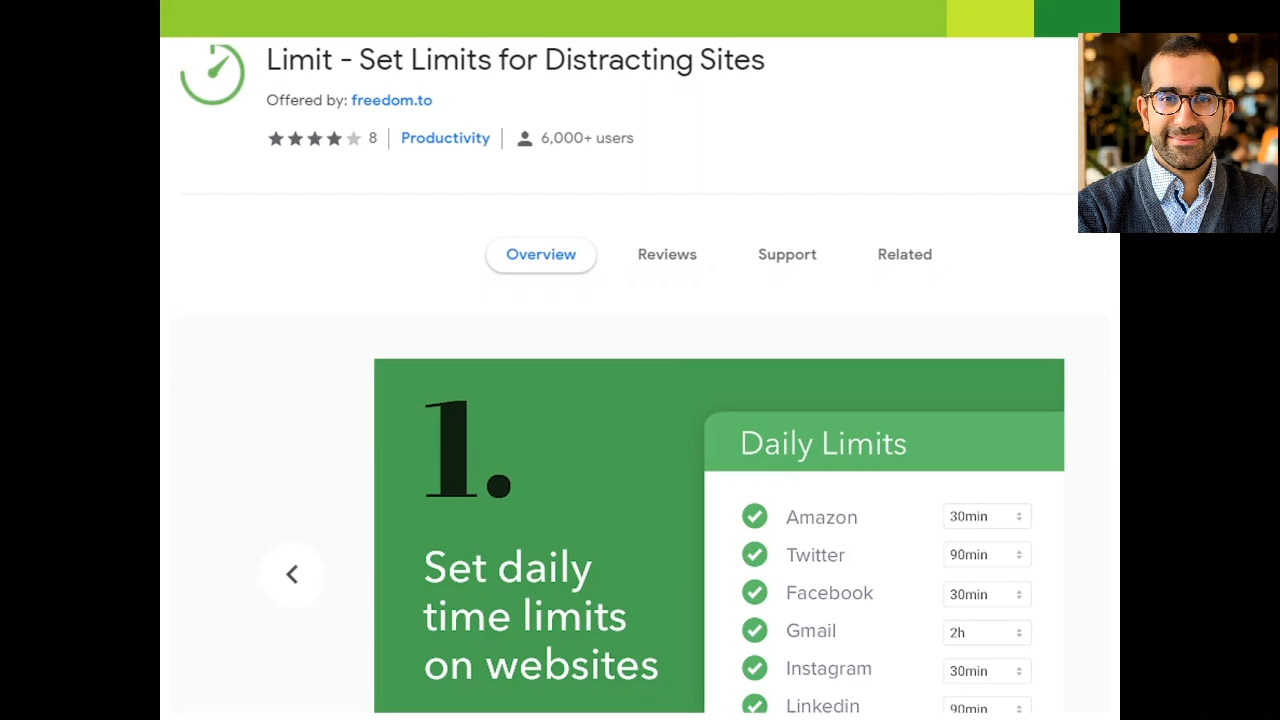 Limit - Set Limits for Distracting Sites
Offered by: freedom.to
8 Productivity 6,000+ users
Overview Reviews Support Related
1.
Set daily
time limits
on websites
Daily Limits
Amazon 30min
Twitter 90min
Facebook 30min
Gmail 2h
Instagram 30min
Linkedin 90min